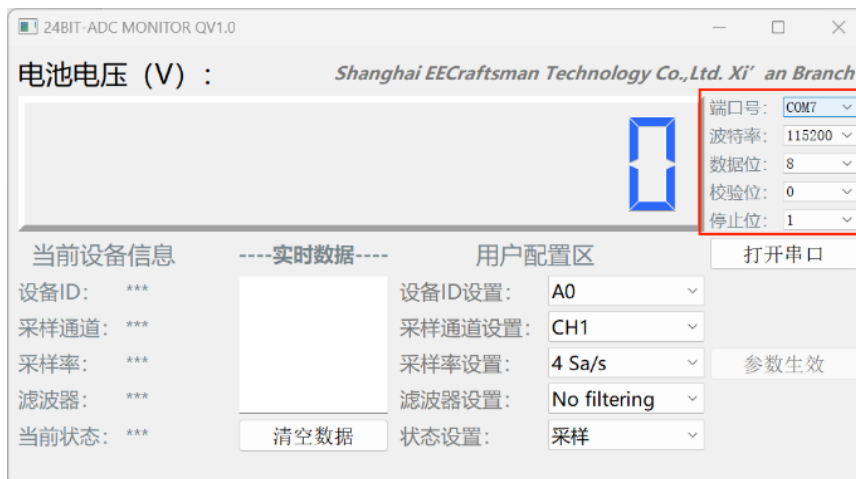 24BIT-ADC MONITOR QV1.0
电池电压（V）：
Shanghai EECraftsman Technology Co.,Ltd. Xi’an Branch
0
端口号： COM7
波特率： 115200
数据位： 8
校验位： 0
停止位： 1
当前设备信息 ----实时数据---- 用户配置区 打开串口
设备ID： *** 设备ID设置： A0
采样通道： *** 采样通道设置： CH1
采样率： *** 采样率设置： 4 Sa/s 参数生效
滤波器： *** 滤波器设置： No filtering
当前状态： *** 清空数据 状态设置： 采样